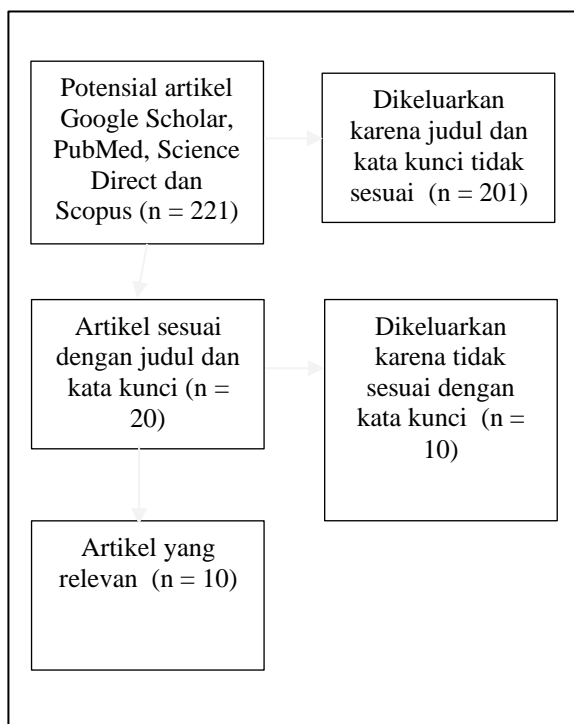 Potensial artikel
Google Scholar,
PubMed, Science
Direct dan
Scopus (n = 221)
Dikeluarkan
karena judul dan
kata kunci tidak
sesuai (n = 201)
Artikel sesuai
dengan judul dan
kata kunci (n =
20)
Dikeluarkan
karena tidak
sesuai dengan
kata kunci (n =
10)
Artikel yang
relevan (n = 10)